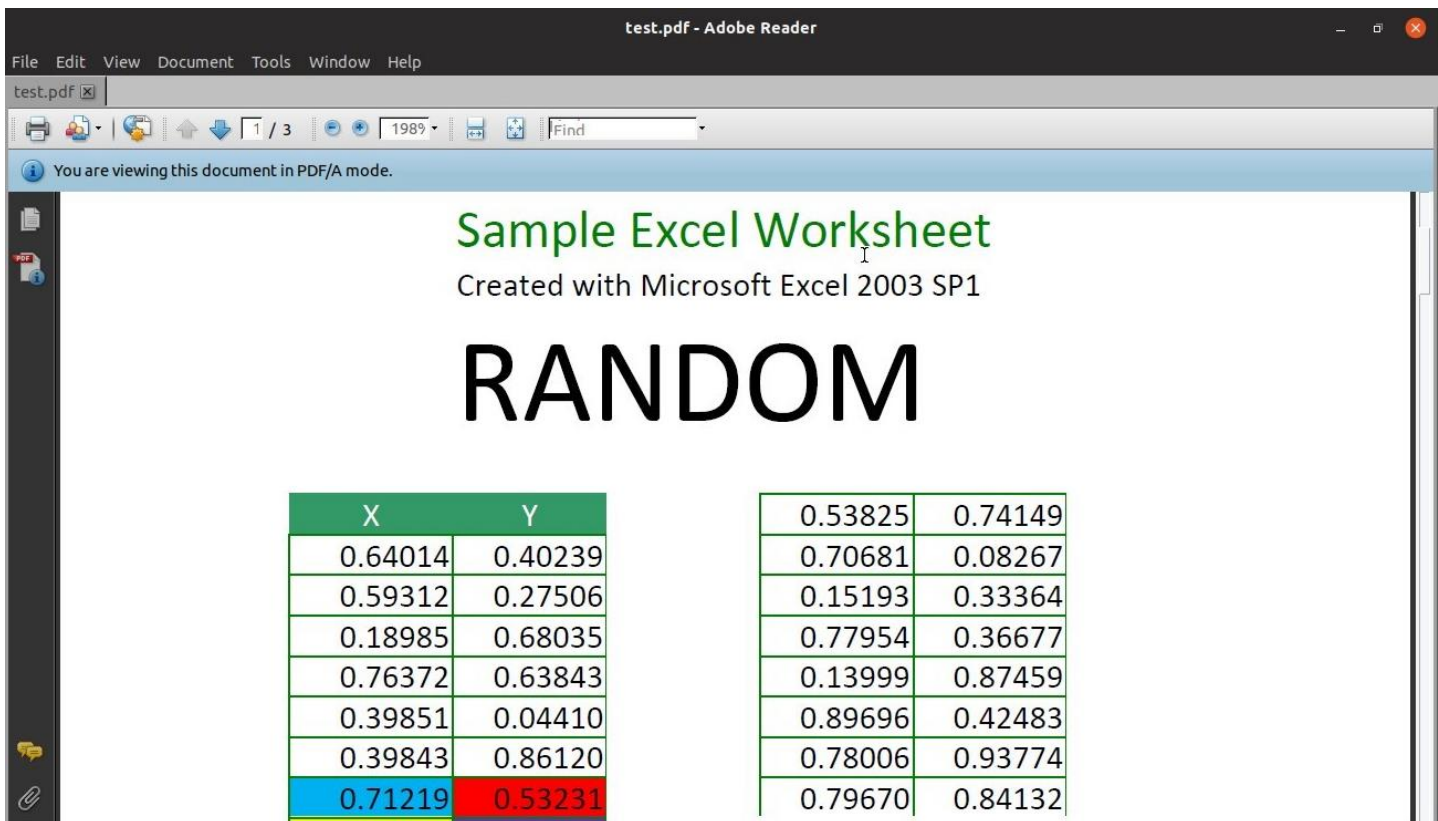 test.pdf - Adobe Reader
File Edit View Document Tools Window Help
test.pdf
1 / 3 198% Find
You are viewing this document in PDF/A mode.
Sample Excel Worksheet
Created with Microsoft Excel 2003 SP1
RANDOM
X Y 0.53825 0.74149
0.64014 0.40239 0.70681 0.08267
0.59312 0.27506 0.15193 0.33364
0.18985 0.68035 0.77954 0.36677
0.76372 0.63843 0.13999 0.87459
0.39851 0.04410 0.89696 0.42483
0.39843 0.86120 0.78006 0.93774
0.71219 0.53231 0.79670 0.84132